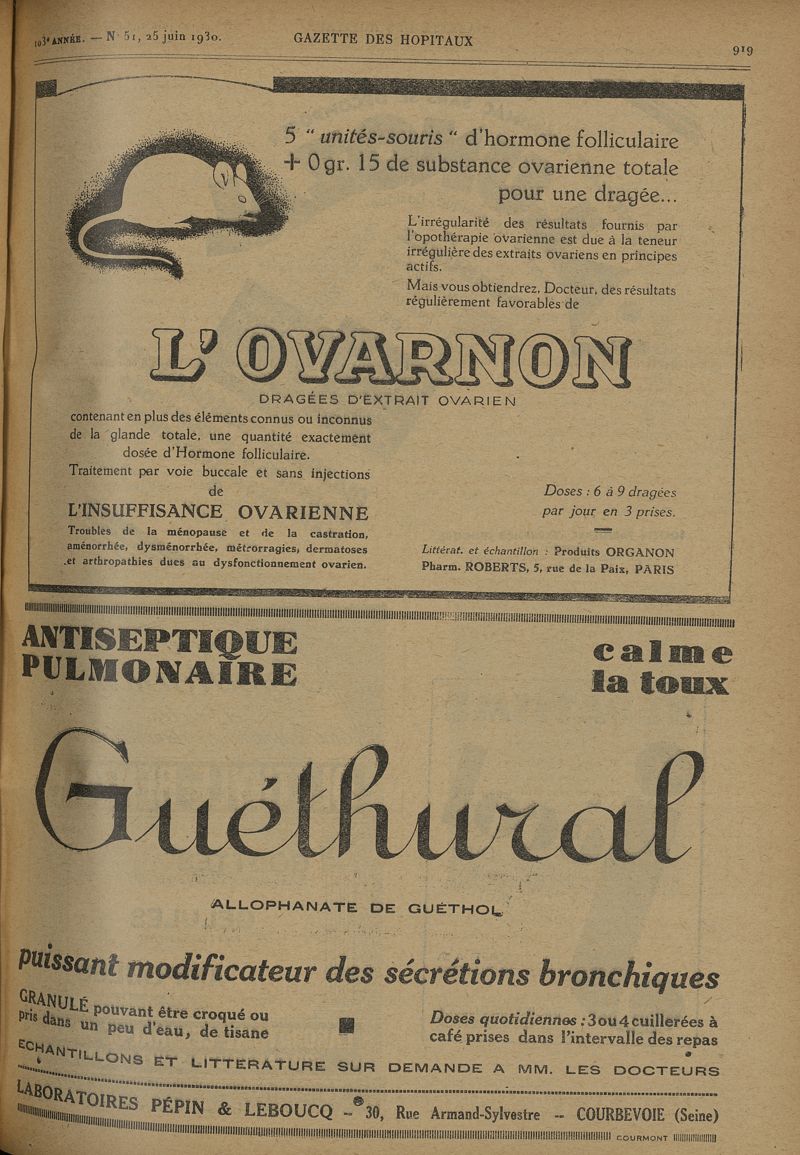 103ᵉ ANNÉE. — N° 51, 25 juin 1930.
GAZETTE DES HOPITAUX
919
5 " unités-souris " d'hormone folliculaire
+ 0 gr. 15 de substance ovarienne totale
pour une dragée...
L'irrégularité des résultats fournis par
l'opothérapie ovarienne est due à la teneur
irrégulière des extraits ovariens en principes
actifs.
Mais vous obtiendrez, Docteur, des résultats
régulièrement favorables de
L'OVARNON
DRAGÉES D'EXTRAIT OVARIEN
contenant en plus des éléments connus ou inconnus
de la glande totale, une quantité exactement
dosée d'Hormone folliculaire.
Traitement par voie buccale et sans injections
de
L'INSUFFISANCE OVARIENNE
Troubles de la ménopause et de la castration,
aménorrhée, dysménorrhée, métrorragies, dermatoses
et arthropathies dues au dysfonctionnement ovarien.
Doses : 6 à 9 dragées
par jour en 3 prises.
Littérat. et échantillon : Produits ORGANON
Pharm. ROBERTS, 5, rue de la Paix, PARIS
ANTISEPTIQUE
PULMONAIRE
calme
la toux
Guéthural
ALLOPHANATE DE GUÉTHOL
puissant modificateur des sécrétions bronchiques
GRANULÉ pouvant être croqué ou
pris dans un peu d'eau, de tisane
Doses quotidiennes : 3 ou 4 cuillerées à
café prises dans l'intervalle des repas
ECHANTILLONS ET LITTERATURE SUR DEMANDE A MM. LES DOCTEURS
LABORATOIRES PÉPIN & LEBOUCQ -- 30, Rue Armand-Sylvestre -- COURBEVOIE (Seine)
COURMONT